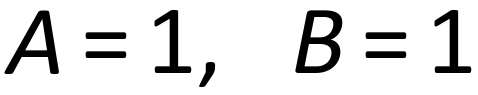 A = 1, B = 1